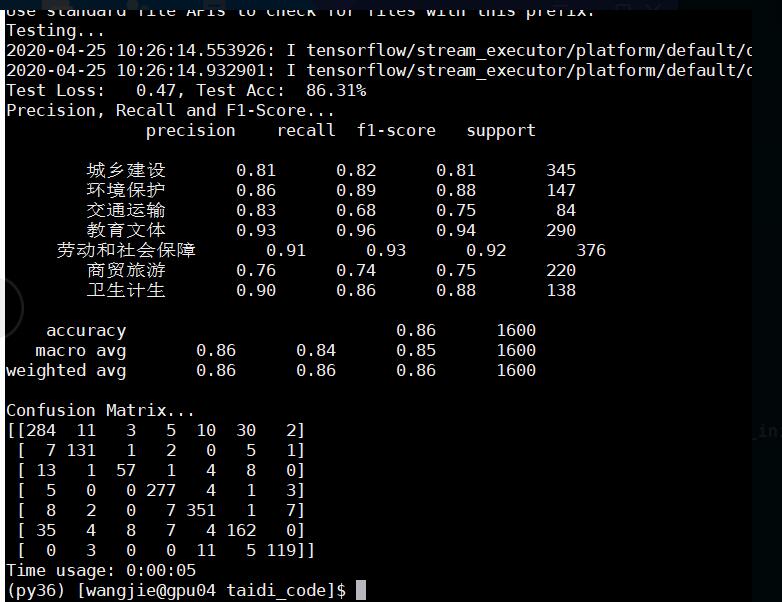 Use standard file APIs to check for files with this prefix.
Testing...
2020-04-25 10:26:14.553926: I tensorflow/stream_executor/platform/default/d
2020-04-25 10:26:14.932901: I tensorflow/stream_executor/platform/default/d
Test Loss:   0.47, Test Acc:  86.31%
Precision, Recall and F1-Score...
precision    recall  f1-score   support
城乡建设       0.81      0.82      0.81       345
环境保护       0.86      0.89      0.88       147
交通运输       0.83      0.68      0.75        84
教育文体       0.93      0.96      0.94       290
劳动和社会保障       0.91      0.93      0.92       376
商贸旅游       0.76      0.74      0.75       220
卫生计生       0.90      0.86      0.88       138
accuracy                           0.86      1600
macro avg       0.86      0.84      0.85      1600
weighted avg       0.86      0.86      0.86      1600
Confusion Matrix...
[[284  11   3   5  10  30   2]
[  7 131   1   2   0   5   1]
[ 13   1  57   1   4   8   0]
[  5   0   0 277   4   1   3]
[  8   2   0   7 351   1   7]
[ 35   4   8   7   4 162   0]
[  0   3   0   0  11   5 119]]
Time usage: 0:00:05
(py36) [wangjie@gpu04 taidi_code]$